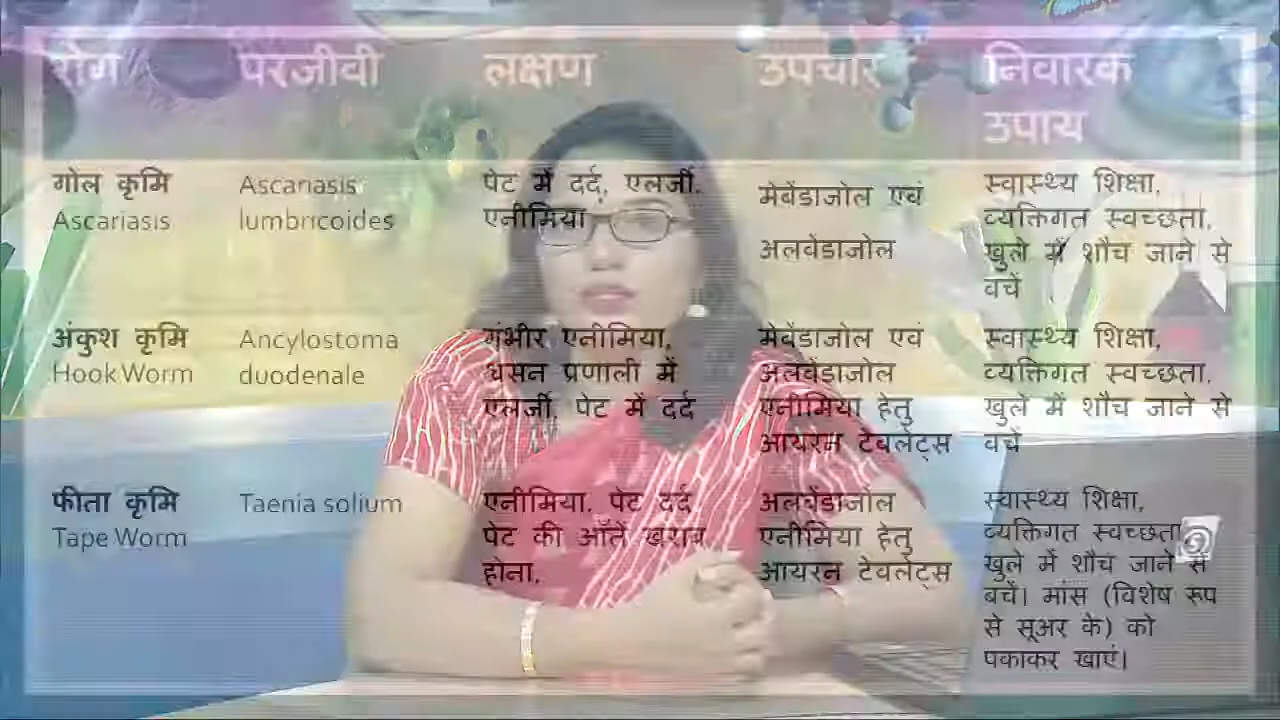 रोग परजीवी लक्षण उपचार निवारक
उपाय
गोल कृमि
Ascariasis
Ascariasis
lumbricoides
पेट में दर्द, एलर्जी,
एनीमिया
मेबेंडाजोल एवं
अलबेंडाजोल
स्वास्थ्य शिक्षा,
व्यक्तिगत स्वच्छता,
खुले में शौच जाने से
बचें
अंकुश कृमि
Hook Worm
Ancylostoma
duodenale
गंभीर एनीमिया,
श्वसन प्रणाली में
एलर्जी, पेट में दर्द
मेबेंडाजोल एवं
अलबेंडाजोल
एनीमिया हेतु
आयरन टेबलेट्स
स्वास्थ्य शिक्षा,
व्यक्तिगत स्वच्छता,
खुले में शौच जाने से
बचें
फीता कृमि
Tape Worm
Taenia solium
एनीमिया, पेट दर्द
पेट की आँतें खराब
होना,
अलबेंडाजोल
एनीमिया हेतु
आयरन टेबलेट्स
स्वास्थ्य शिक्षा,
व्यक्तिगत स्वच्छता
खुले में शौच जाने से
बचें। मांस (विशेष रूप
से सूअर के) को
पकाकर खाएं।